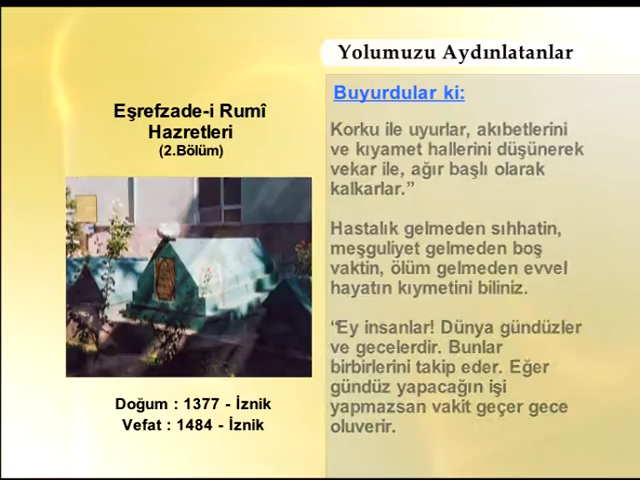 Yolumuzu Aydınlatanlar
Eşrefzade-i Rumî
Hazretleri
(2.Bölüm)
Doğum : 1377 - İznik
Vefat : 1484 - İznik
Buyurdular ki:
Korku ile uyurlar, akıbetlerini
ve kıyamet hallerini düşünerek
vekar ile, ağır başlı olarak
kalkarlar.”
Hastalık gelmeden sıhhatin,
meşguliyet gelmeden boş
vaktin, ölüm gelmeden evvel
hayatın kıymetini biliniz.
“Ey insanlar! Dünya gündüzler
ve gecelerdir. Bunlar
birbirlerini takip eder. Eğer
gündüz yapacağın işi
yapmazsan vakit geçer gece
oluverir.